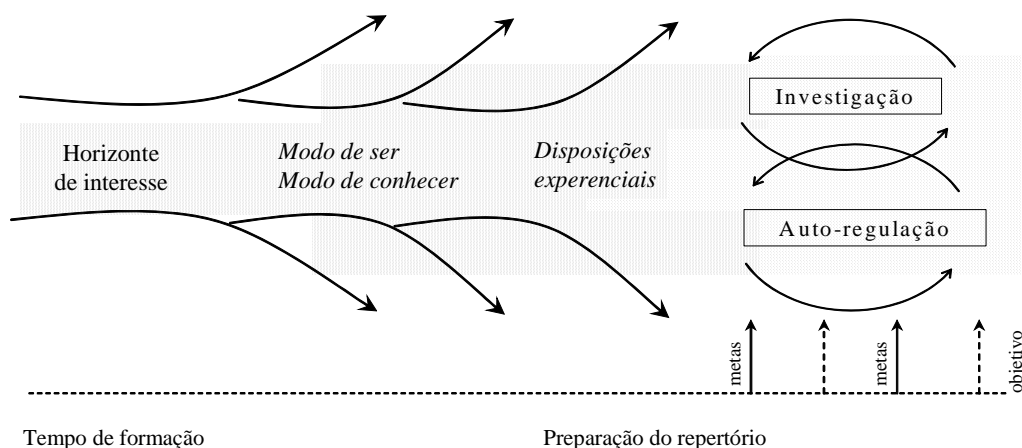 Investigação
Horizonte
de interesse
Modo de ser
Modo de conhecer
Disposições
experenciais
Auto-regulação
metas
metas
objetivo
Tempo de formação
Preparação do repertório